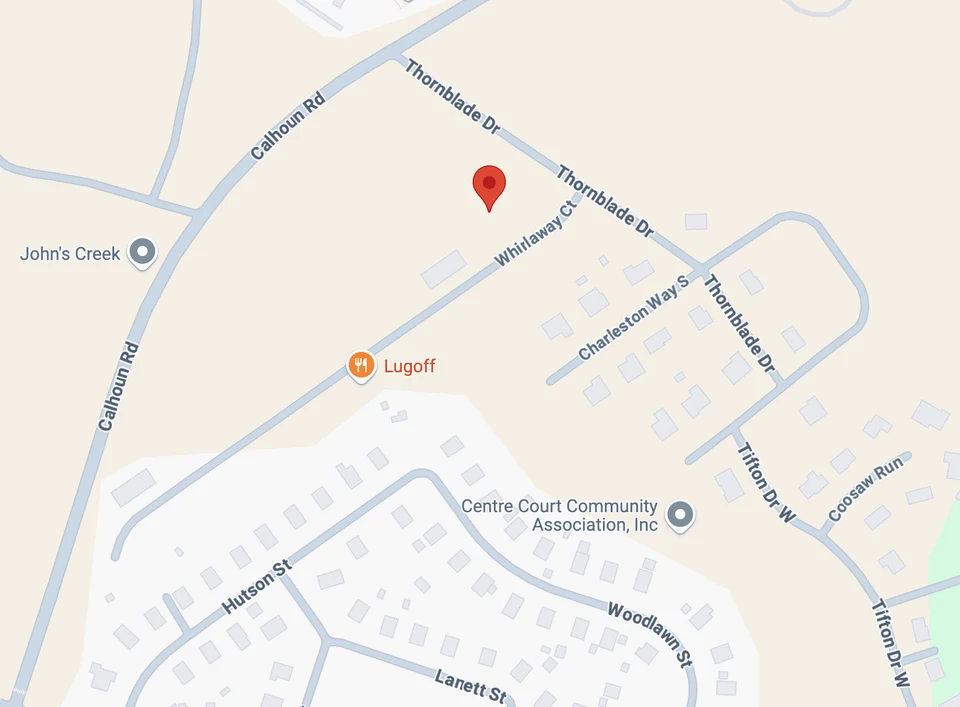 Thornblade Dr
Calhoun Rd
Thornblade Dr
Whirlaway Ct
John's Creek
Charleston Way S
Thornblade Dr
Calhoun Rd
Lugoff
Tifton Dr W
Coosaw Run
Centre Court Community
Association, Inc
Hutson St
Woodlawn St
Tifton Dr W
Lanett St